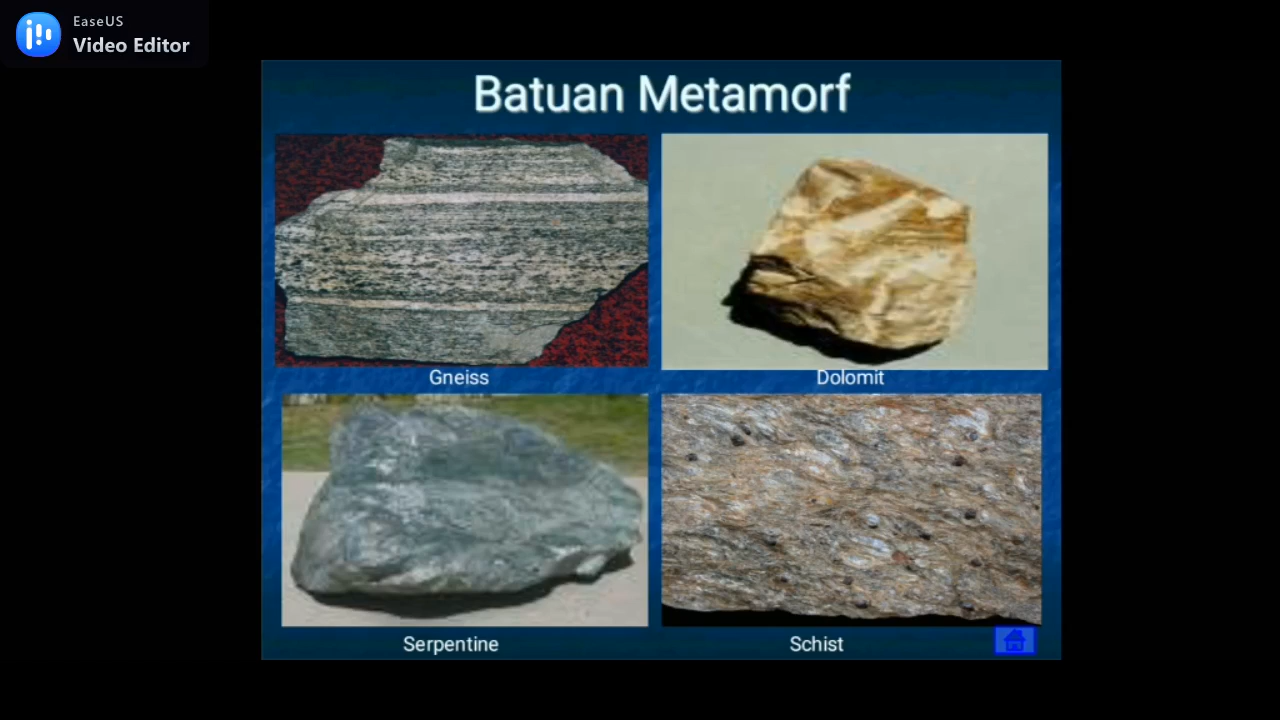 EaseUS
Video Editor
Batuan Metamorf
Gneiss
Dolomit
Serpentine
Schist